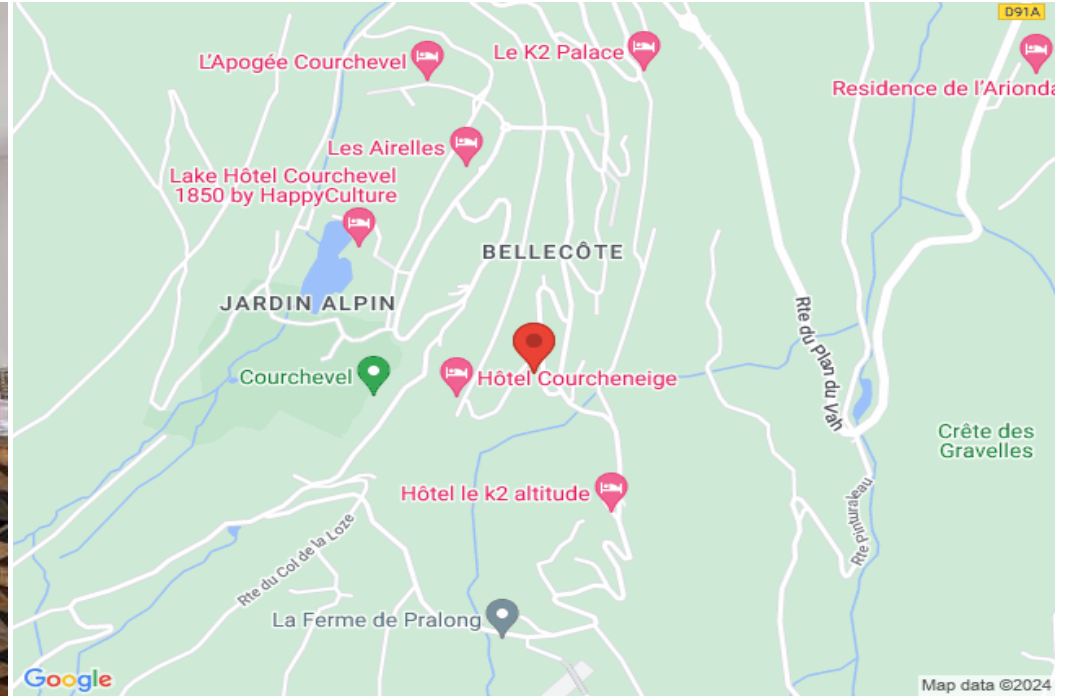 D91A
L'Apogée Courchevel
Le K2 Palace
Residence de l'Arionda
Les Airelles
Lake Hôtel Courchevel
1850 by HappyCulture
BELLECÔTE
JARDIN ALPIN
Rte du Plan du Vah
Courchevel
Hôtel Courcheneige
Crête des
Gravelles
Hôtel le k2 altitude
Rte Pinturaleau
Rte du Col de la Loze
La Ferme de Pralong
Google
Map data ©2024